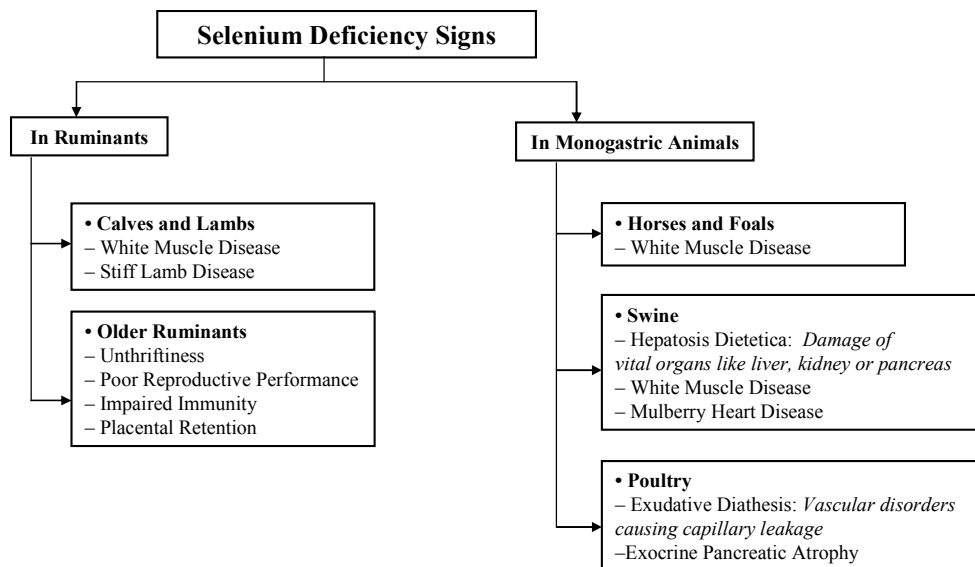 Selenium Deficiency Signs
In Ruminants
• Calves and Lambs
– White Muscle Disease
– Stiff Lamb Disease
• Older Ruminants
– Unthriftiness
– Poor Reproductive Performance
– Impaired Immunity
– Placental Retention
In Monogastric Animals
• Horses and Foals
– White Muscle Disease
• Swine
– Hepatosis Dietetica: Damage of
vital organs like liver, kidney or pancreas
– White Muscle Disease
– Mulberry Heart Disease
• Poultry
– Exudative Diathesis: Vascular disorders
causing capillary leakage
–Exocrine Pancreatic Atrophy